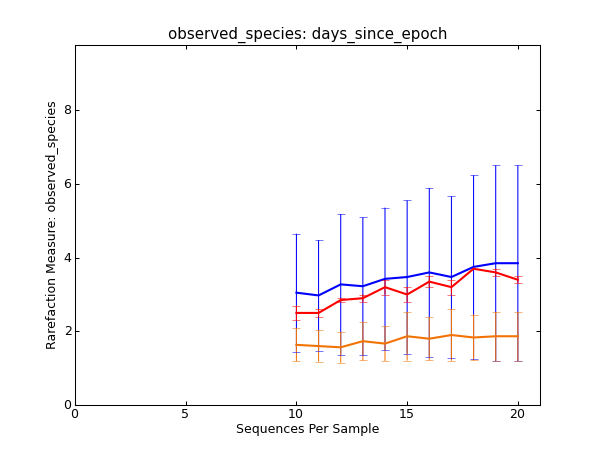 observed_species: days_since_epoch
Rarefaction Measure: observed_species
8
6
4
2
0
0 5 10 15 20
Sequences Per Sample